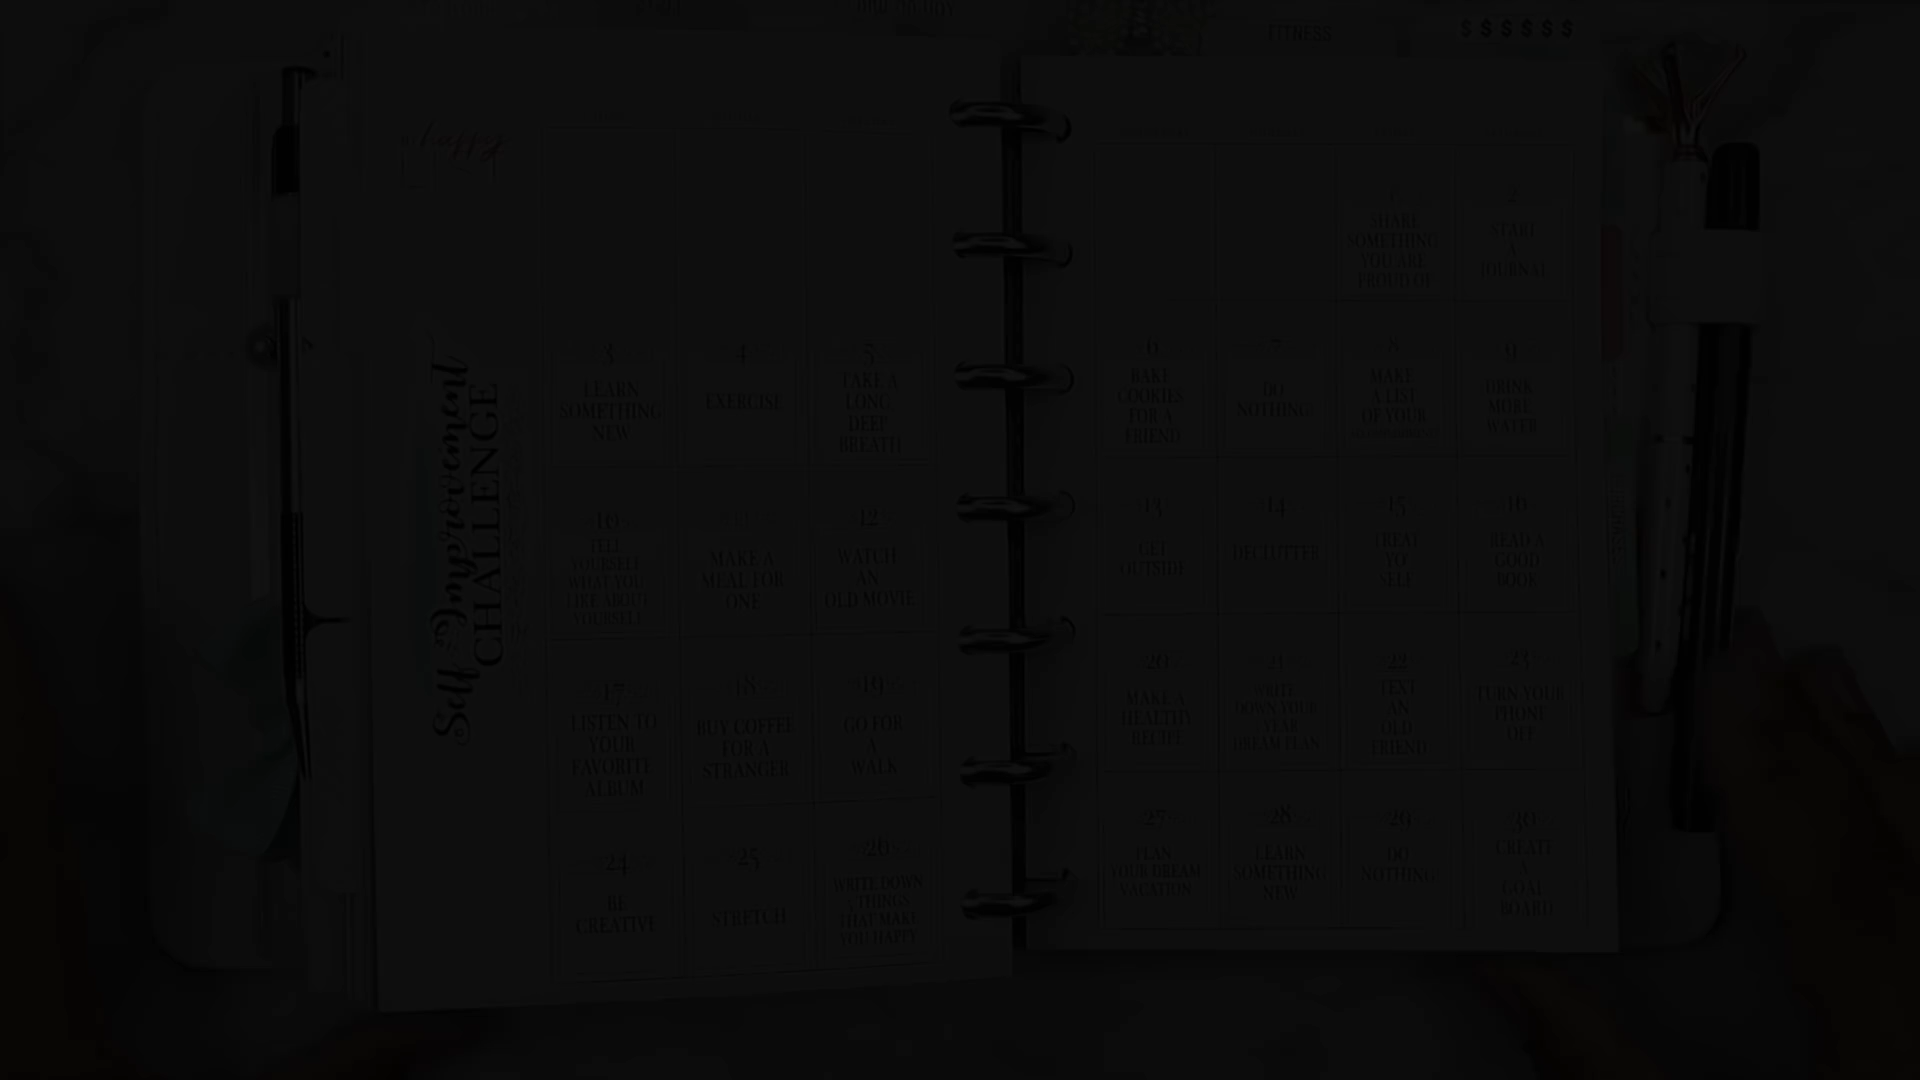 FITNESS
$ $ $ $ $ $
happy
Self Improvement
CHALLENGE
1
SHARE
SOMETHING
YOU ARE
PROUD OF
2
START
A
JOURNAL
3
LEARN
SOMETHING
NEW
4
EXERCISE
5
TAKE A
LONG
DEEP
BREATH
6
BAKE
COOKIES
FOR A
FRIEND
7
DO
NOTHING
8
MAKE
A LIST
OF YOUR
9
DRINK
MORE
WATER
10
TELL
YOURSELF
WHAT YOU
LIKE ABOUT
YOURSELF
11
MAKE A
MEAL FOR
ONE
12
WATCH
AN
OLD MOVIE
13
GET
OUTSIDE
14
DECLUTTER
15
TREAT
YO
SELF
16
READ A
GOOD
BOOK
17
LISTEN TO
YOUR
FAVORITE
ALBUM
18
BUY COFFEE
FOR A
STRANGER
19
GO FOR
A
WALK
20
MAKE A
HEALTHY
RECIPE
21
WRITE
DOWN YOUR
YEAR
DREAM PLAN
22
TEXT
AN
OLD
FRIEND
23
TURN YOUR
PHONE
OFF
24
BE
CREATIVE
25
STRETCH
26
WRITE DOWN
THINGS
THAT MAKE
YOU HAPPY
27
PLAN
YOUR DREAM
VACATION
28
LEARN
SOMETHING
NEW
29
DO
NOTHING
30
CREATE
A
GOAL
BOARD